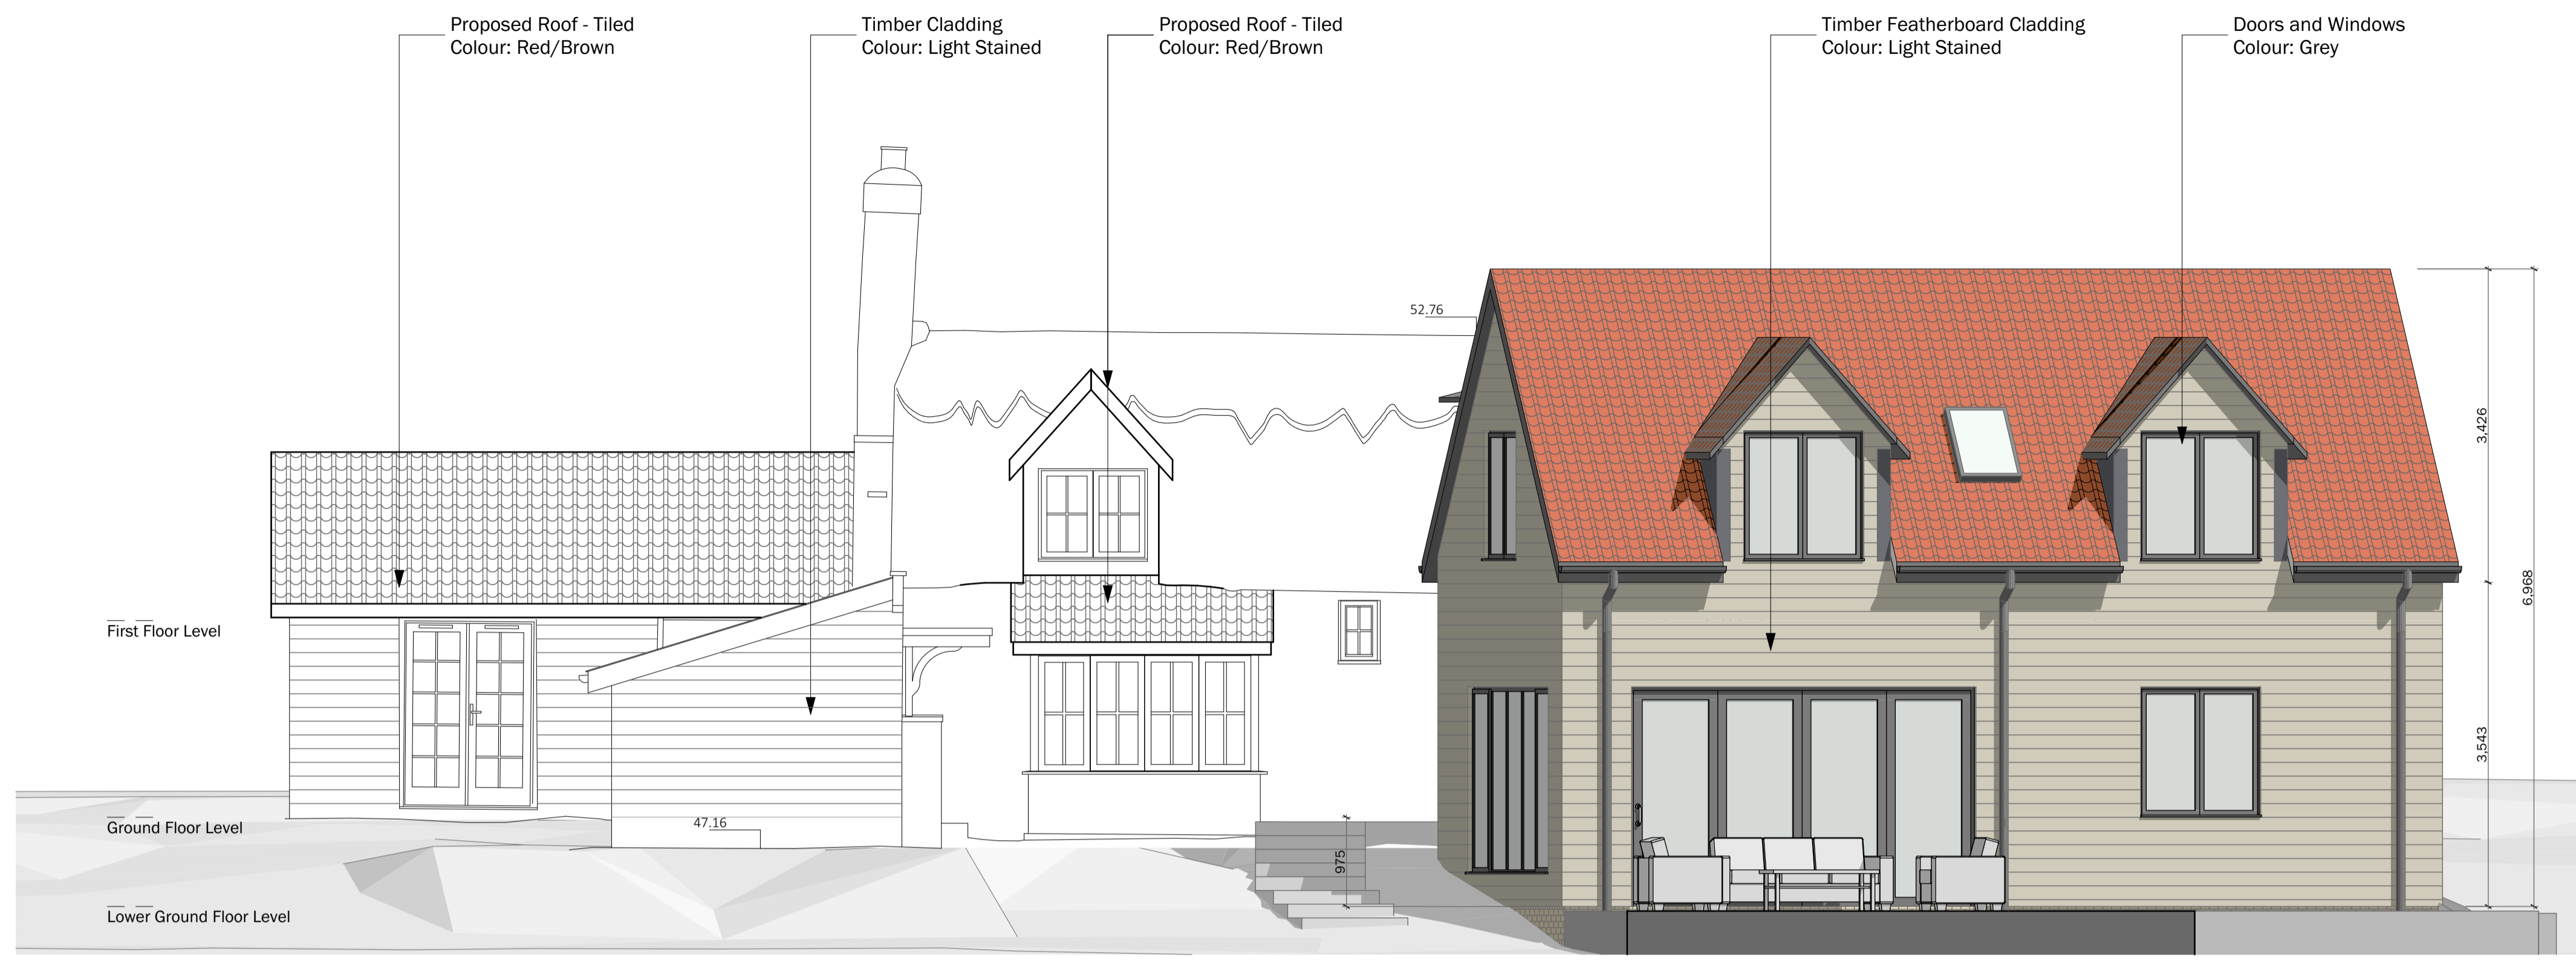 Proposed Roof - Tiled
Colour: Red/Brown
Timber Cladding
Colour: Light Stained
Proposed Roof - Tiled
Colour: Red/Brown
Timber Featherboard Cladding
Colour: Light Stained
Doors and Windows
Colour: Grey
52.76
3,426
6,968
First Floor Level
3,543
47.16
Ground Floor Level
975
Lower Ground Floor Level